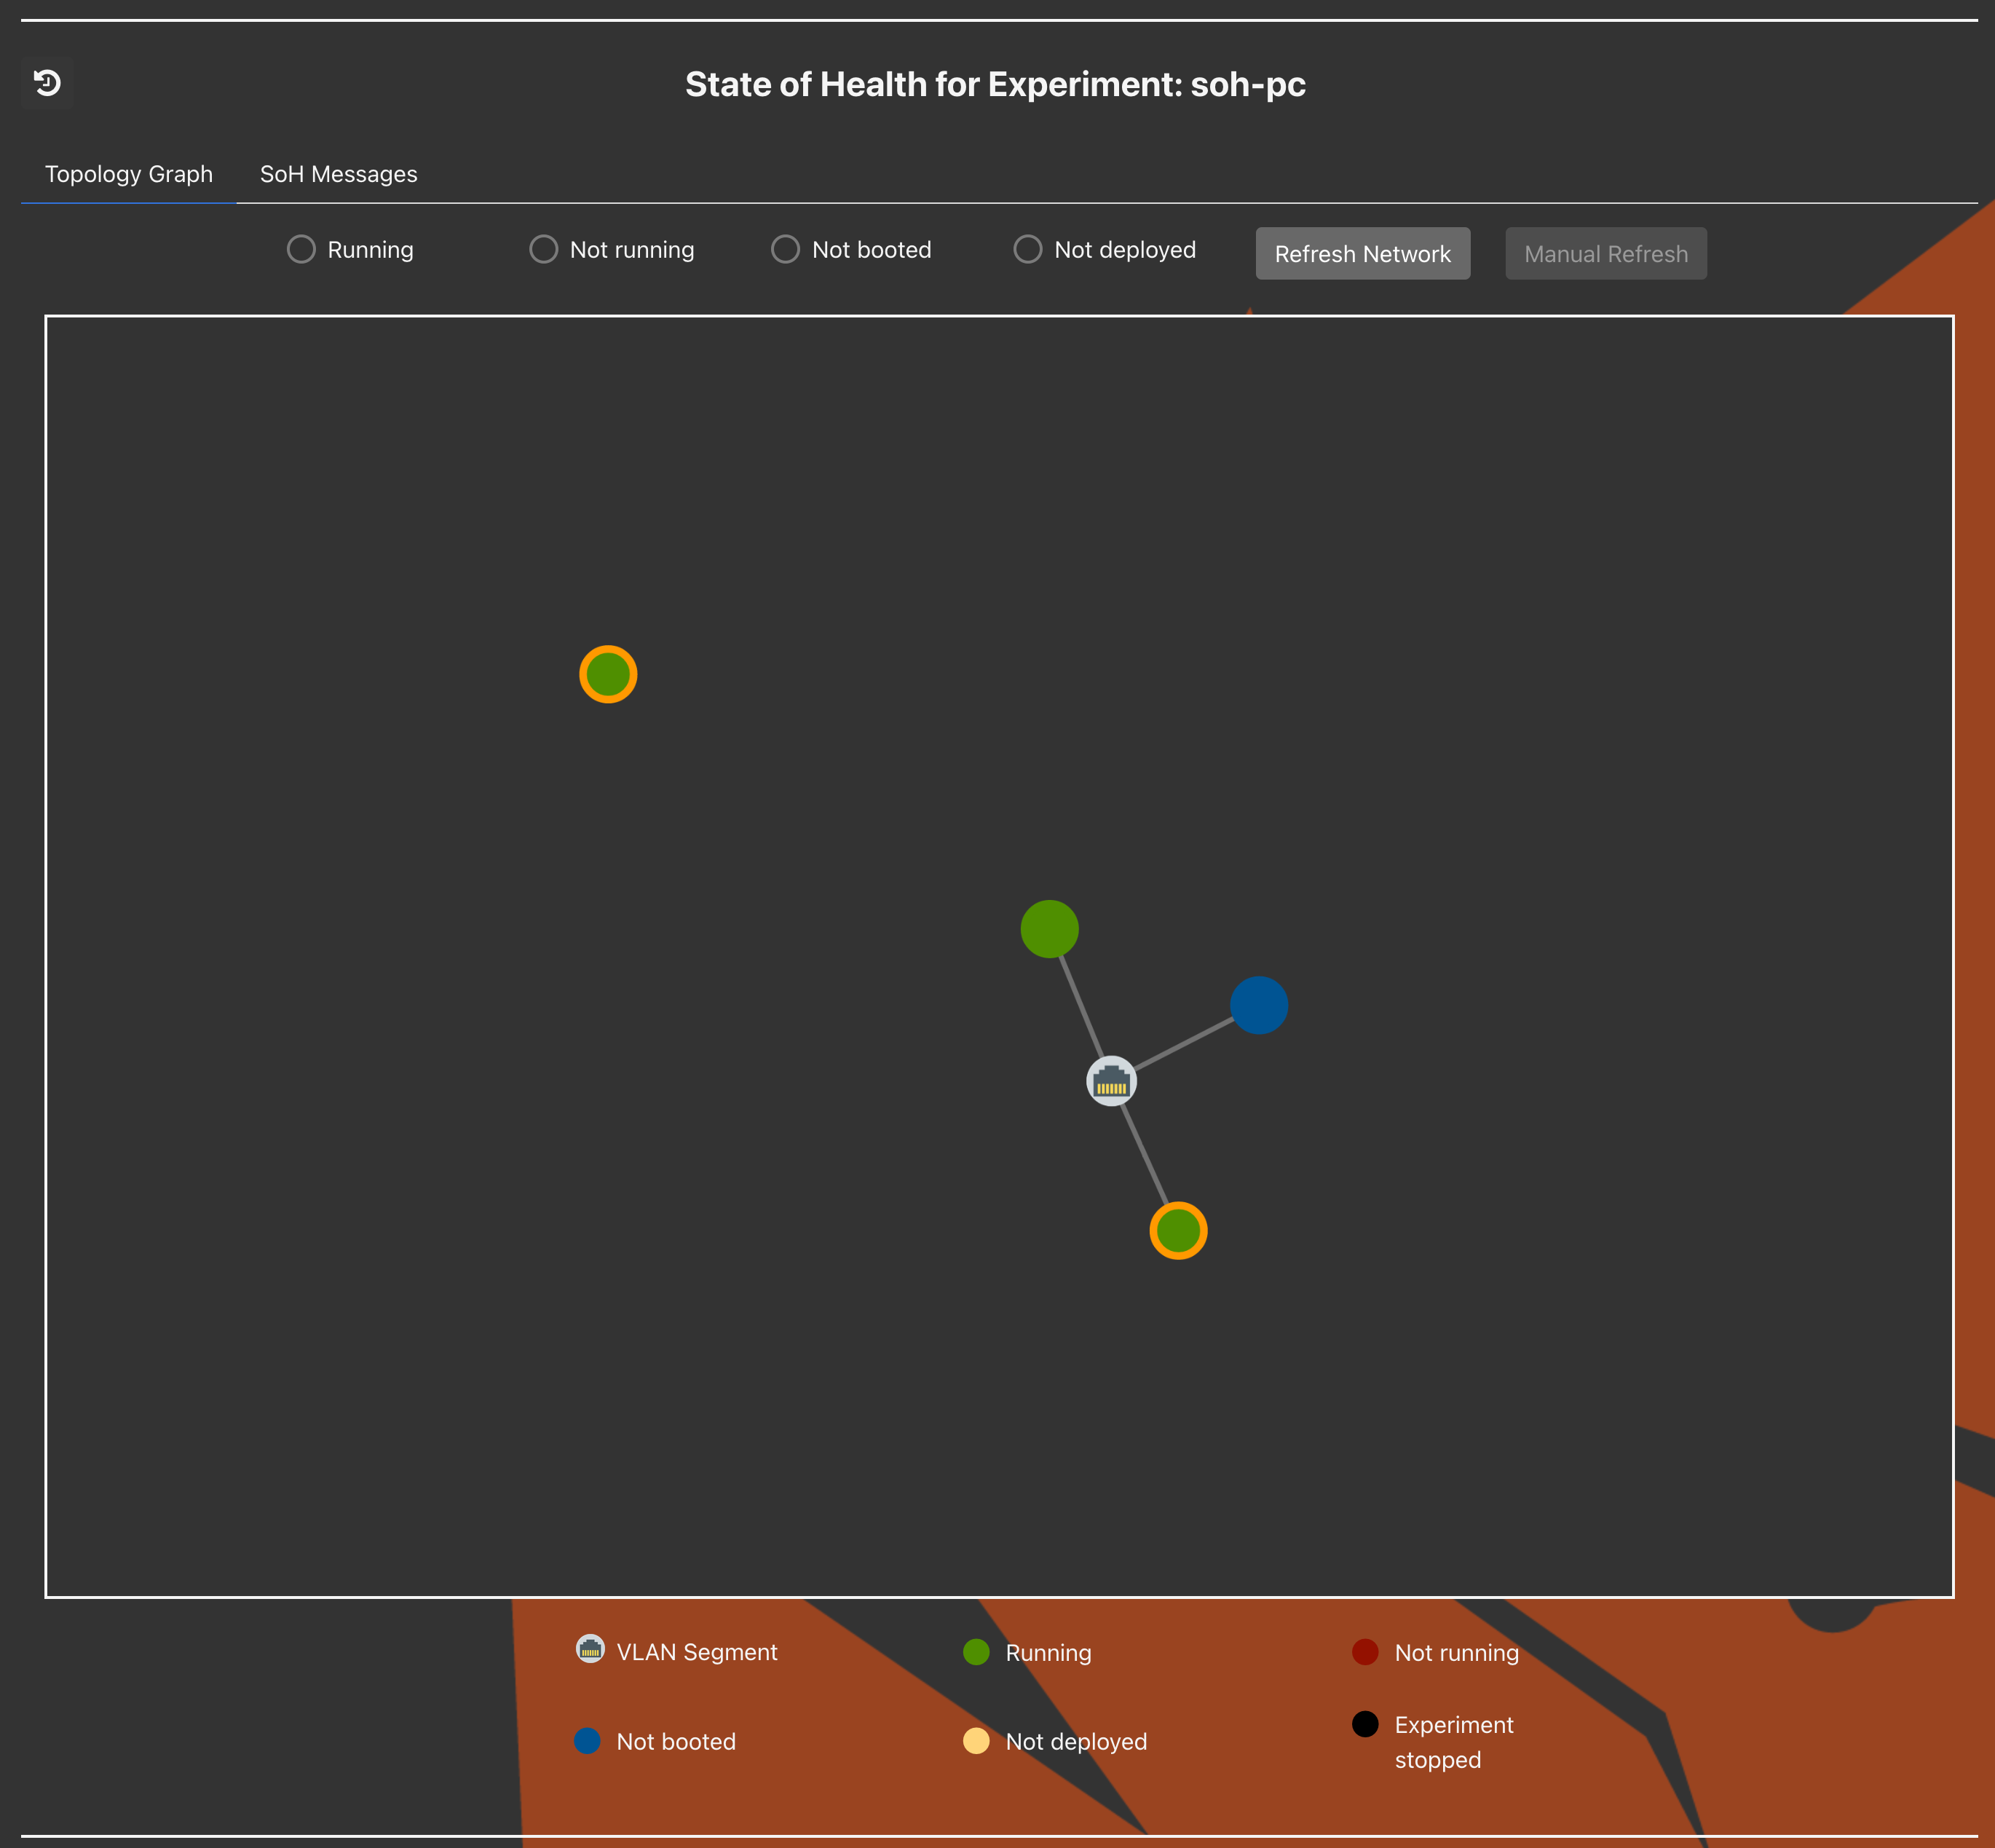 State of Health for Experiment: soh-pc
Topology Graph
SoH Messages
Running
Not running
Not booted
Not deployed
Refresh Network
Manual Refresh
VLAN Segment
Running
Not running
Not booted
Not deployed
Experiment
stopped